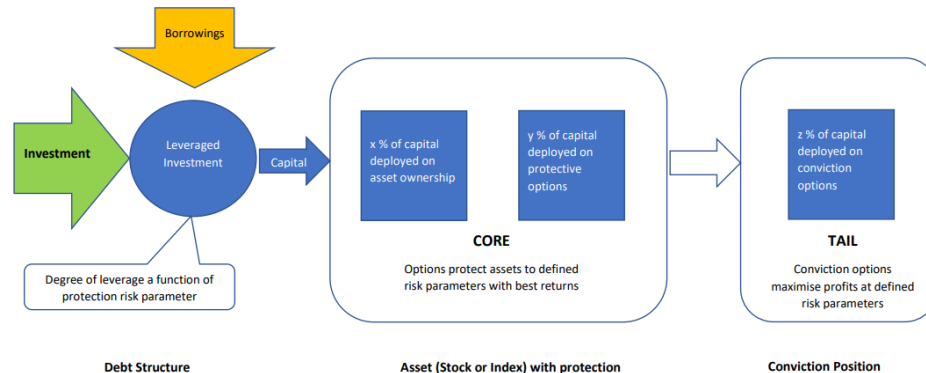 Borrowings
Investment
Leveraged
Investment
Capital
x % of capital
deployed on
asset ownership
y % of capital
deployed on
protective
options
z % of capital
deployed on
conviction
options
CORE
TAIL
Degree of leverage a function of
protection risk parameter
Options protect assets to defined
risk parameters with best returns
Conviction options
maximise profits at defined
risk parameters
Debt Structure
Asset (Stock or Index) with protection
Conviction Position